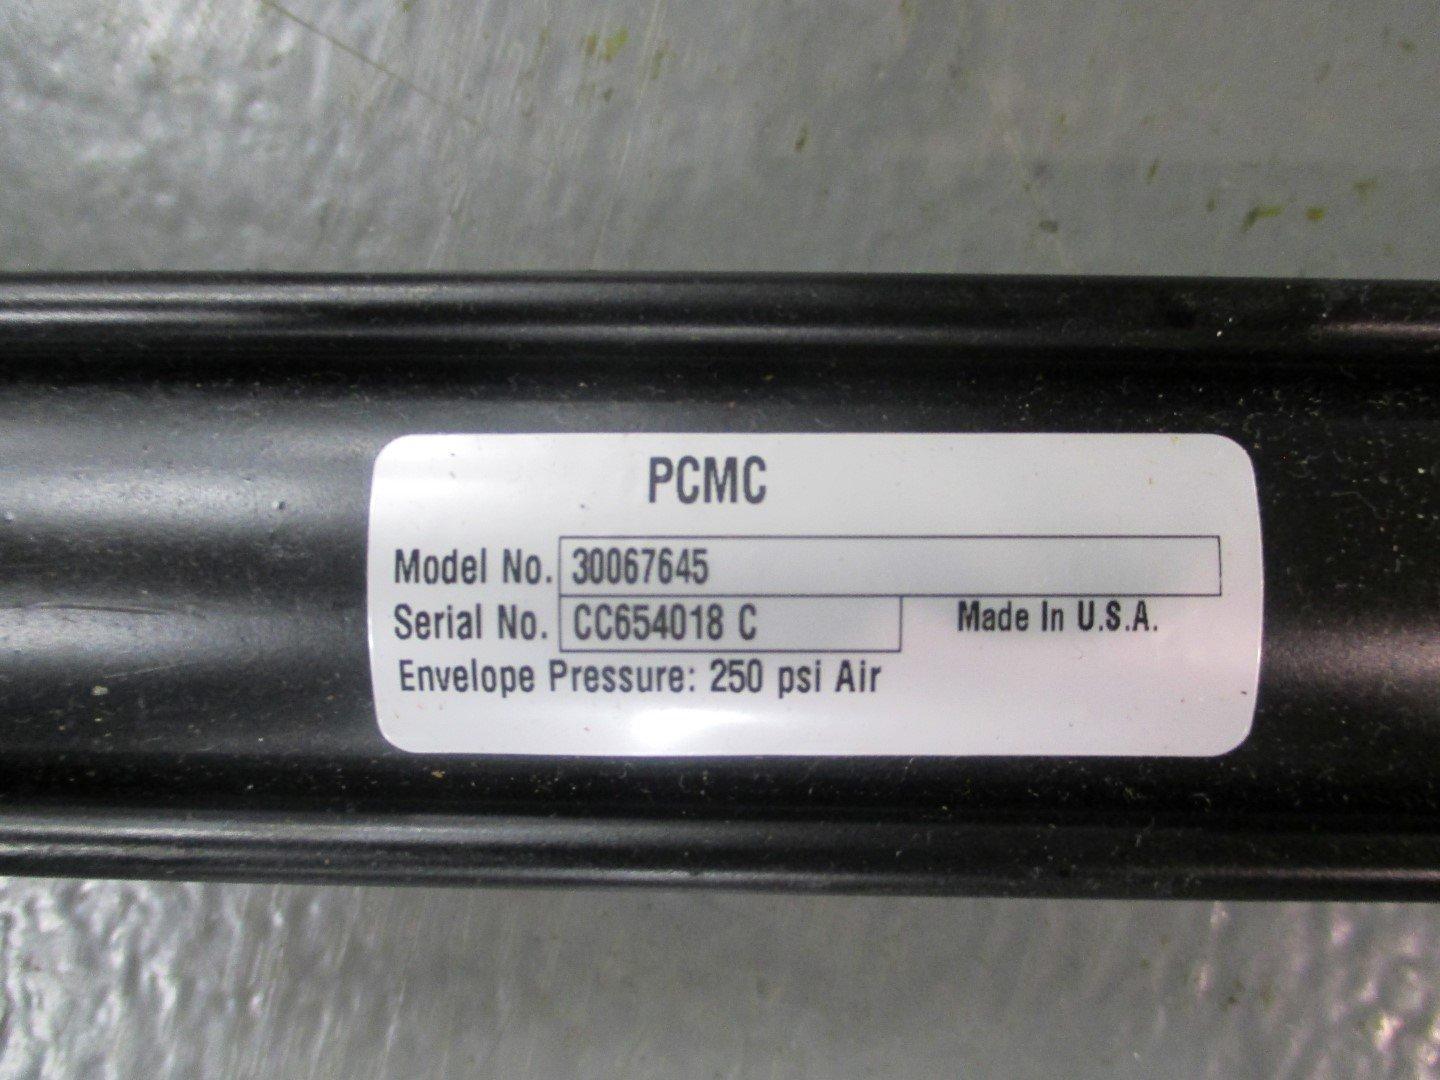 PCMC
Model No. 30067645
Serial No. CC654018 C Made In U.S.A.
Envelope Pressure: 250 psi Air